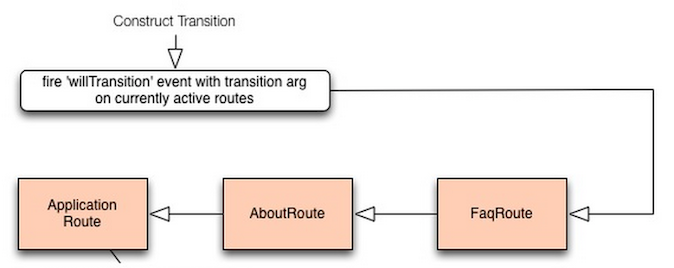 Construct Transition
fire 'willTransition' event with transition arg
on currently active routes
Application
Route
AboutRoute
FaqRoute